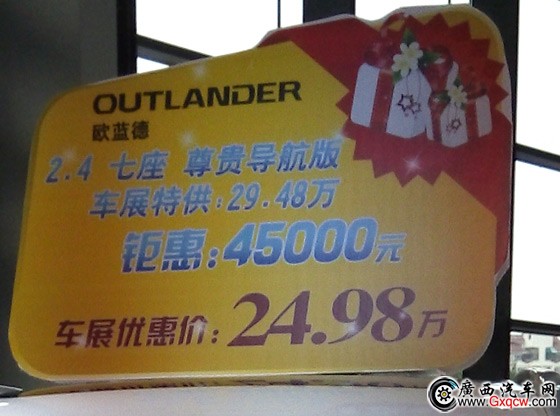 OUTLANDER
欧蓝德
2.4 七座 尊贵导航版
车展特供:29.48万
钜惠:45000元
车展优惠价:24.98万
廣西汽车网
www.Gxqcw.com